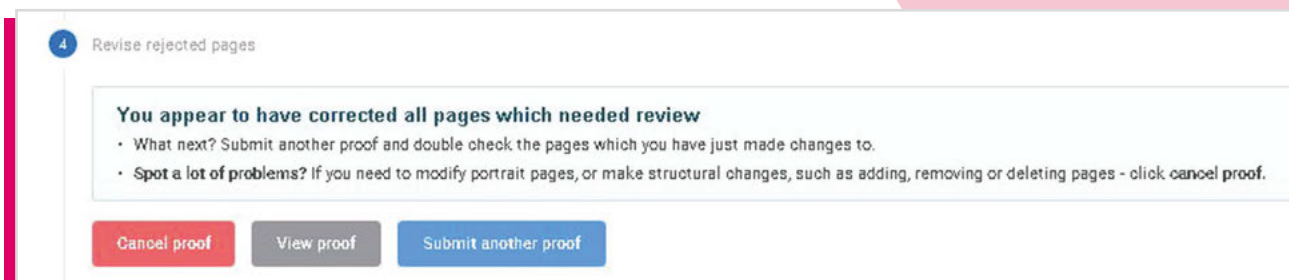 4 Revise rejected pages
You appear to have corrected all pages which needed review
• What next? Submit another proof and double check the pages which you have just made changes to.
• Spot a lot of problems? If you need to modify portrait pages, or make structural changes, such as adding, removing or deleting pages - click cancel proof.
Cancel proof View proof Submit another proof